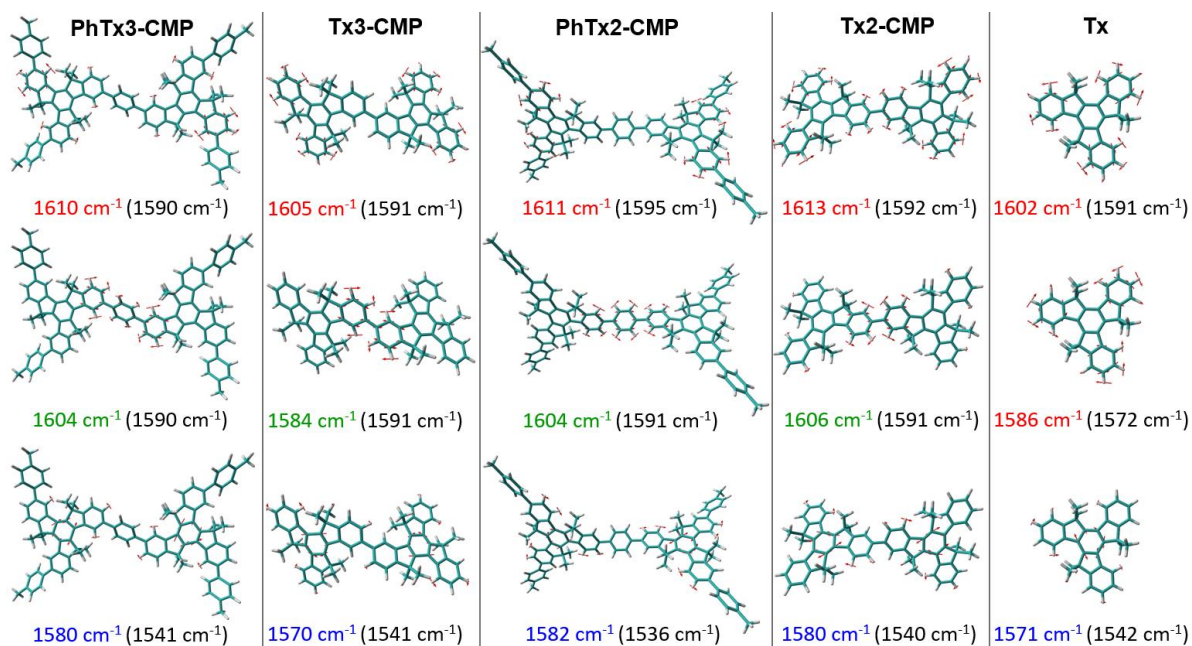 PhTx3-CMP Tx3-CMP PhTx2-CMP Tx2-CMP Tx
1610 cm⁻¹ (1590 cm⁻¹) 1605 cm⁻¹ (1591 cm⁻¹) 1611 cm⁻¹ (1595 cm⁻¹) 1613 cm⁻¹ (1592 cm⁻¹) 1602 cm⁻¹ (1591 cm⁻¹)
1604 cm⁻¹ (1590 cm⁻¹) 1584 cm⁻¹ (1591 cm⁻¹) 1604 cm⁻¹ (1591 cm⁻¹) 1606 cm⁻¹ (1591 cm⁻¹) 1586 cm⁻¹ (1572 cm⁻¹)
1580 cm⁻¹ (1541 cm⁻¹) 1570 cm⁻¹ (1541 cm⁻¹) 1582 cm⁻¹ (1536 cm⁻¹) 1580 cm⁻¹ (1540 cm⁻¹) 1571 cm⁻¹ (1542 cm⁻¹)